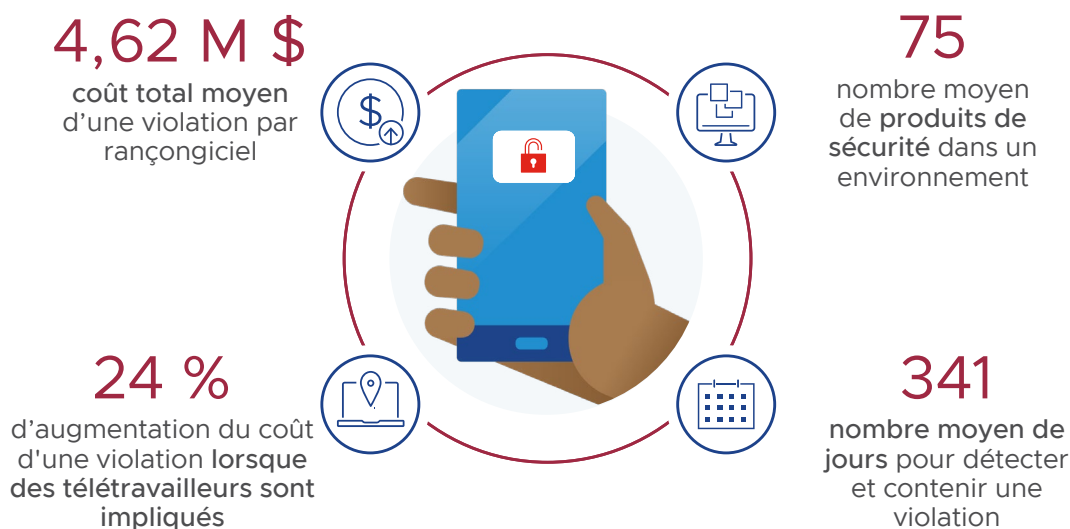 4,62 M $
coût total moyen
d’une violation par
rançongiciel
75
nombre moyen
de produits de
sécurité dans un
environnement
24 %
d’augmentation du coût
d'une violation lorsque
des télétravailleurs sont
impliqués
341
nombre moyen de
jours pour détecter
et contenir une
violation